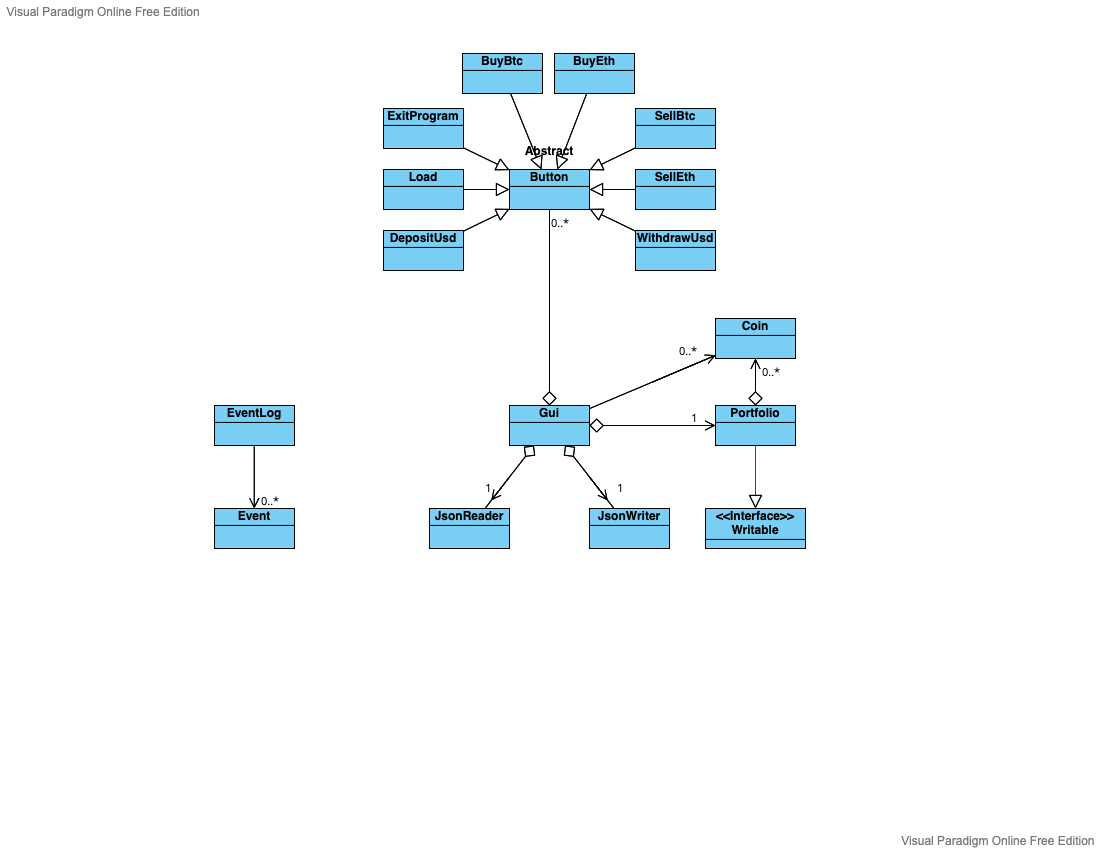 Visual Paradigm Online Free Edition
BuyBtc
BuyEth
ExitProgram
SellBtc
Abstract
Load
Button
SellEth
0..*
DepositUsd
WithdrawUsd
Coin
0..*
0..*
EventLog
Gui
Portfolio
1
1
1
0..*
Event
JsonReader
JsonWriter
<<Interface>>
Writable
Visual Paradigm Online Free Edition